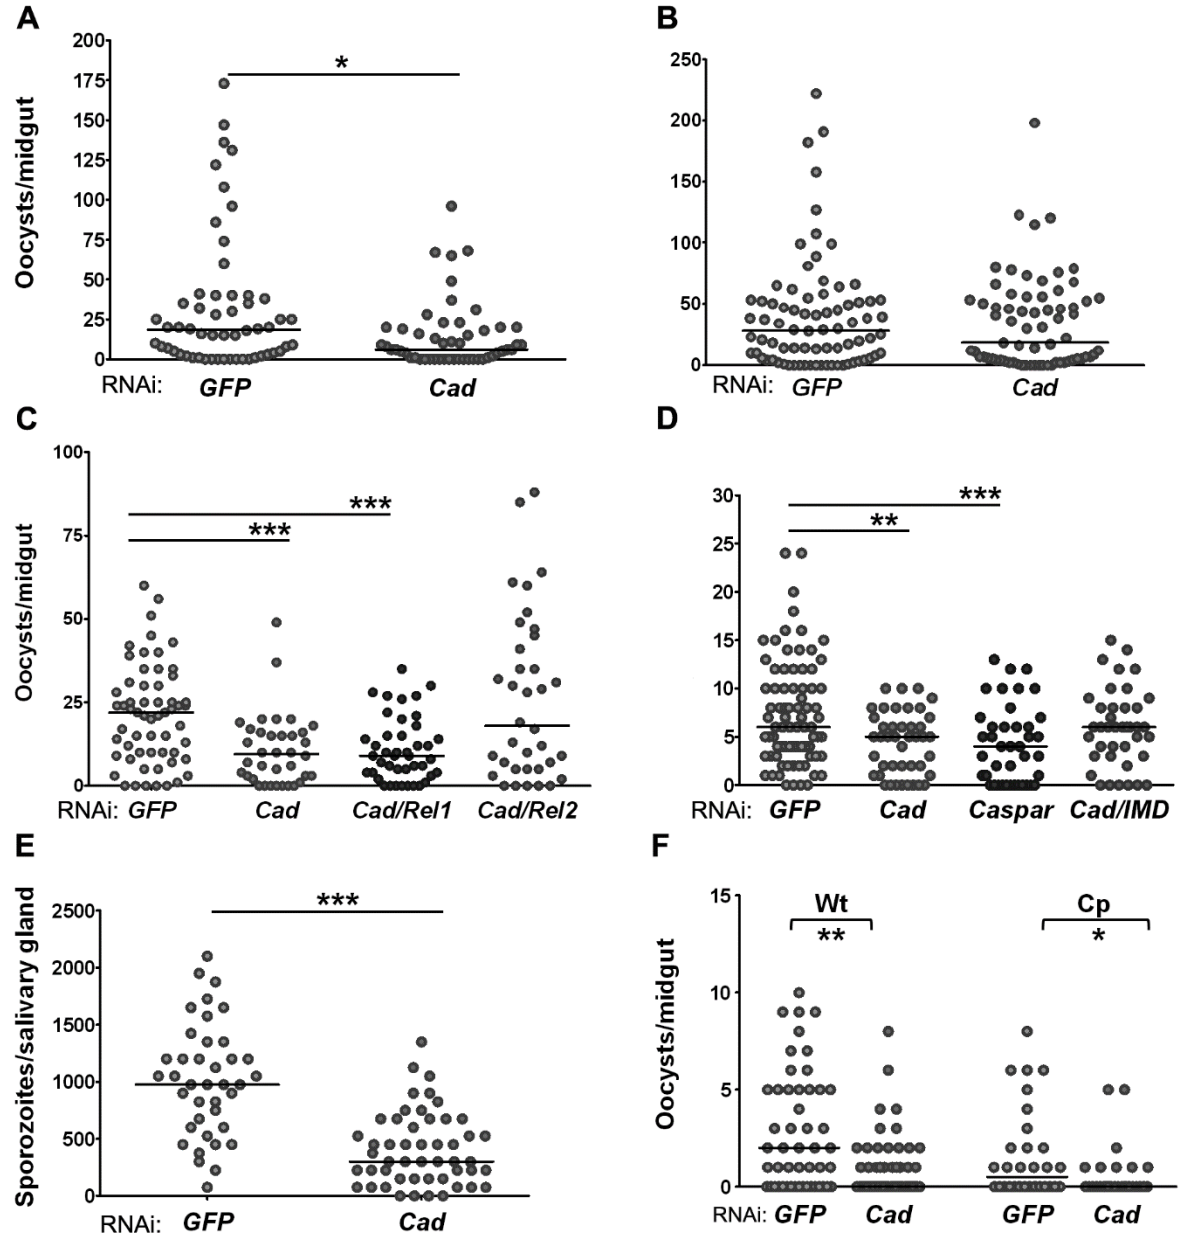 A
Oocysts/midgut
200
175
150
125
100
75
50
25
0
*
RNAi: GFP Cad
B
250
200
150
100
50
0
RNAi: GFP Cad
C
Oocysts/midgut
100
75
50
25
0
***
***
RNAi: GFP Cad Cad/Rel1 Cad/Rel2
D
30
25
20
15
10
5
0
***
**
RNAi: GFP Cad Caspar Cad/IMD
E
Sporozoites/salivary gland
2500
2000
1500
1000
500
0
***
RNAi: GFP Cad
F
Oocysts/midgut
15
10
5
0
Wt Cp
** *
RNAi: GFP Cad GFP Cad